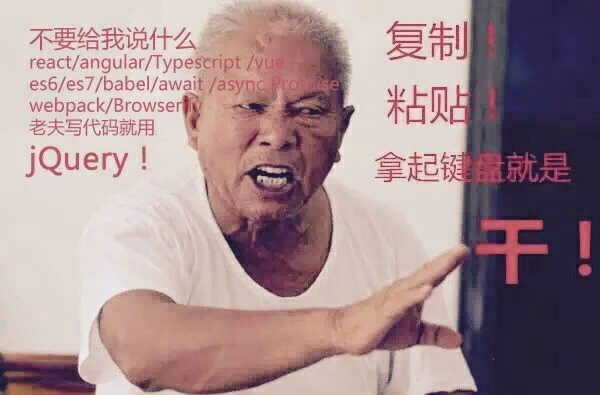 不要给我说什么
react/angular/Typescript /vue
es6/es7/babel/await /async Promise
webpack/Browserify
老夫写代码就用
jQuery！
复制！
粘贴！
拿起键盘就是
干！